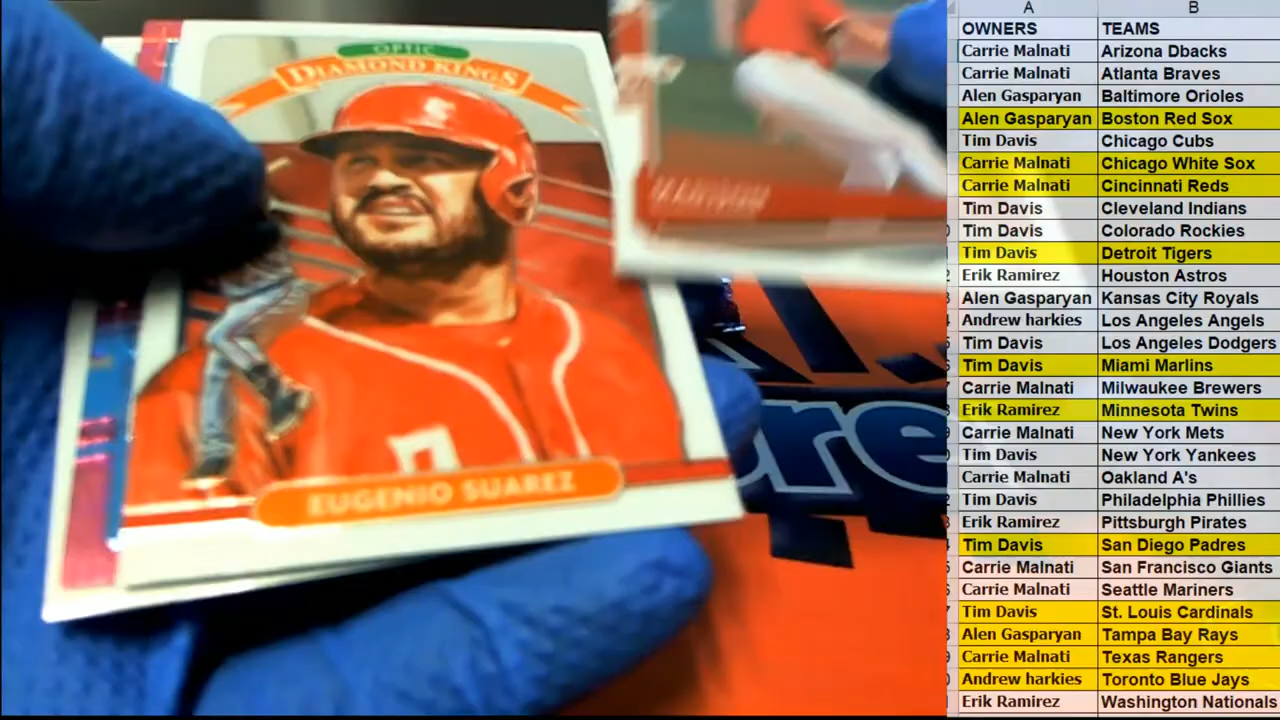 OPTIC
DIAMOND KINGS
EUGENIO SUAREZ
re
A B
OWNERS TEAMS
Carrie Malnati Arizona Dbacks
Carrie Malnati Atlanta Braves
Alen Gasparyan Baltimore Orioles
Alen Gasparyan Boston Red Sox
Tim Davis Chicago Cubs
Carrie Malnati Chicago White Sox
Carrie Malnati Cincinnati Reds
Tim Davis Cleveland Indians
Tim Davis Colorado Rockies
Tim Davis Detroit Tigers
Erik Ramirez Houston Astros
Alen Gasparyan Kansas City Royals
Andrew harkies Los Angeles Angels
Tim Davis Los Angeles Dodgers
Tim Davis Miami Marlins
Carrie Malnati Milwaukee Brewers
Erik Ramirez Minnesota Twins
Carrie Malnati New York Mets
Tim Davis New York Yankees
Carrie Malnati Oakland A's
Tim Davis Philadelphia Phillies
Erik Ramirez Pittsburgh Pirates
Tim Davis San Diego Padres
Carrie Malnati San Francisco Giants
Carrie Malnati Seattle Mariners
Tim Davis St. Louis Cardinals
Alen Gasparyan Tampa Bay Rays
Carrie Malnati Texas Rangers
Andrew harkies Toronto Blue Jays
Erik Ramirez Washington Nationals